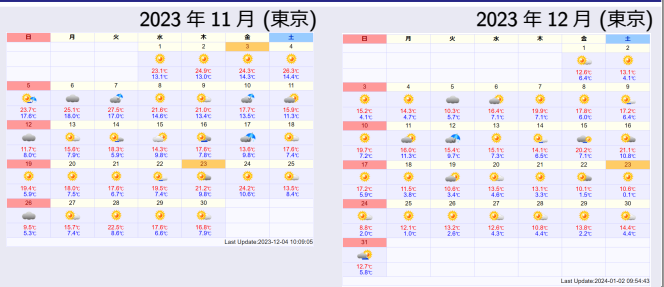 2023 年 11 月 (東京)
日 月 火 水 木 金 土
1 2 3 4
23.1℃ 24.9℃ 24.3℃ 26.3℃
13.1℃ 13.0℃ 14.3℃ 14.4℃
5 6 7 8 9 10 11
23.7℃ 25.1℃ 27.5℃ 21.6℃ 21.0℃ 17.7℃ 15.9℃
17.6℃ 18.0℃ 17.0℃ 14.6℃ 13.4℃ 13.5℃ 11.3℃
12 13 14 15 16 17 18
11.7℃ 15.6℃ 18.3℃ 14.3℃ 17.6℃ 13.6℃ 17.6℃
8.0℃ 7.9℃ 5.9℃ 9.8℃ 7.8℃ 9.8℃ 7.4℃
19 20 21 22 23 24 25
19.4℃ 18.0℃ 17.6℃ 19.5℃ 21.2℃ 24.2℃ 13.5℃
5.9℃ 7.5℃ 6.7℃ 7.4℃ 9.8℃ 10.6℃ 8.4℃
26 27 28 29 30
9.5℃ 15.7℃ 22.5℃ 17.6℃ 16.8℃
5.3℃ 7.4℃ 8.6℃ 6.6℃ 7.9℃
Last Update:2023-12-04 10:09:05
2023 年 12 月 (東京)
日 月 火 水 木 金 土
1 2
12.6℃ 13.1℃
6.4℃ 4.1℃
3 4 5 6 7 8 9
15.2℃ 14.3℃ 10.3℃ 16.4℃ 19.9℃ 17.8℃ 17.2℃
4.1℃ 4.7℃ 5.7℃ 7.1℃ 7.1℃ 6.0℃ 6.4℃
10 11 12 13 14 15 16
19.7℃ 16.0℃ 15.4℃ 15.1℃ 14.1℃ 20.2℃ 21.1℃
7.2℃ 11.3℃ 9.7℃ 7.3℃ 6.5℃ 7.1℃ 10.8℃
17 18 19 20 21 22 23
17.2℃ 11.5℃ 10.6℃ 13.5℃ 13.1℃ 10.1℃ 10.6℃
5.9℃ 3.8℃ 3.4℃ 4.6℃ 3.3℃ 1.5℃ 0.1℃
24 25 26 27 28 29 30
8.8℃ 12.1℃ 13.2℃ 12.6℃ 10.8℃ 13.8℃ 14.4℃
2.0℃ 1.0℃ 2.6℃ 4.3℃ 4.4℃ 2.2℃ 4.4℃
31
12.7℃
5.8℃
Last Update:2024-01-02 09:54:43